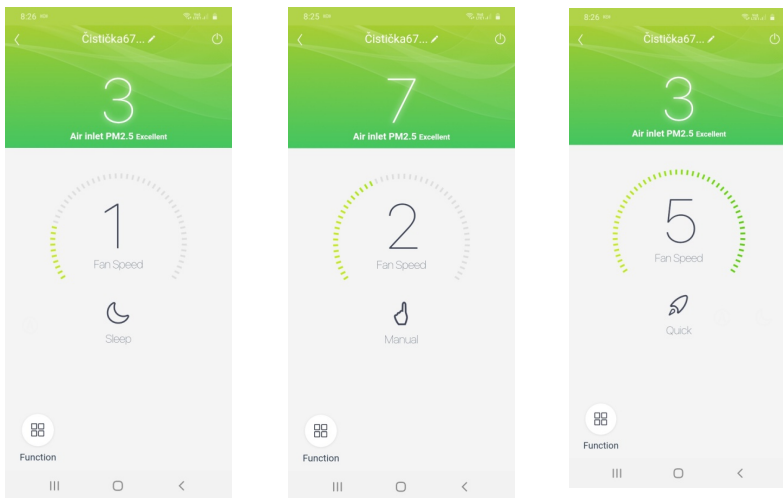 8:26
Čistička67...
3
Air inlet PM2.5 Excellent
1
Fan Speed
Sleep
Function
8:25
Čistička67...
7
Air inlet PM2.5 Excellent
2
Fan Speed
Manual
Function
8:26
Čistička67...
3
Air inlet PM2.5 Excellent
5
Fan Speed
Quick
Function